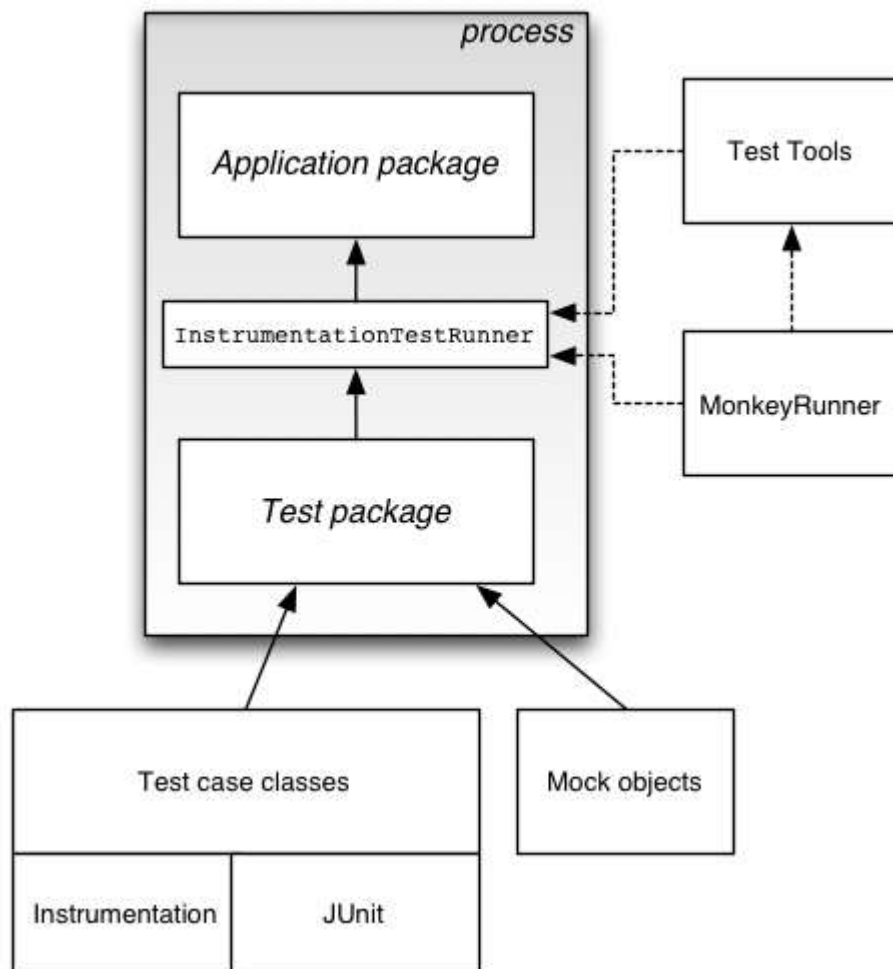 process
Application package
Test Tools
InstrumentationTestRunner
MonkeyRunner
Test package
Test case classes
Mock objects
Instrumentation
JUnit